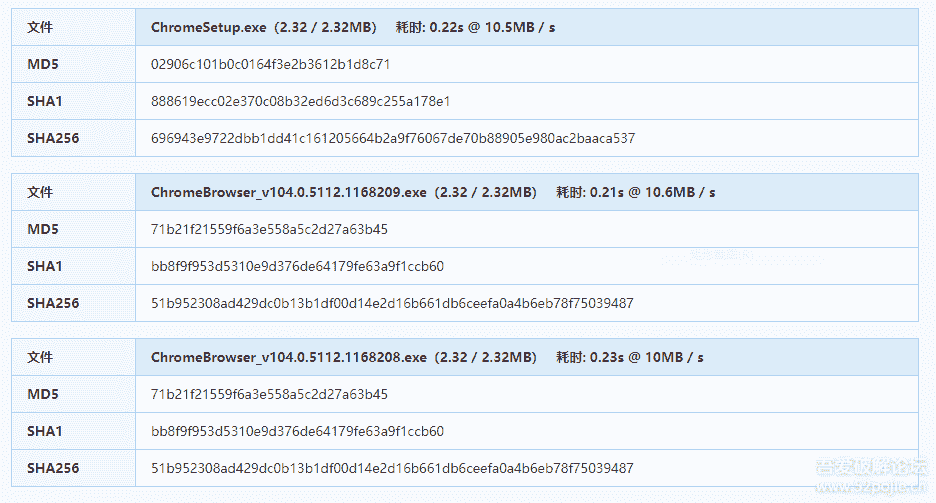 文件 ChromeSetup.exe（2.32 / 2.32MB） 耗时: 0.22s @ 10.5MB / s
MD5 02906c101b0c0164f3e2b3612b1d8c71
SHA1 888619ecc02e370c08b32ed6d3c689c255a178e1
SHA256 696943e9722dbb1dd41c161205664b2a9f76067de70b88905e980ac2baaca537
文件 ChromeBrowser_v104.0.5112.1168209.exe（2.32 / 2.32MB） 耗时: 0.21s @ 10.6MB / s
MD5 71b21f21559f6a3e558a5c2d27a63b45
SHA1 bb8f9f953d5310e9d376de64179fe63a9f1ccb60
SHA256 51b952308ad429dc0b13b1df00d14e2d16b661db6ceefa0a4b6eb78f75039487
文件 ChromeBrowser_v104.0.5112.1168208.exe（2.32 / 2.32MB） 耗时: 0.23s @ 10MB / s
MD5 71b21f21559f6a3e558a5c2d27a63b45
SHA1 bb8f9f953d5310e9d376de64179fe63a9f1ccb60
SHA256 51b952308ad429dc0b13b1df00d14e2d16b661db6ceefa0a4b6eb78f75039487
吾爱破解论坛
www.52pojie.cn